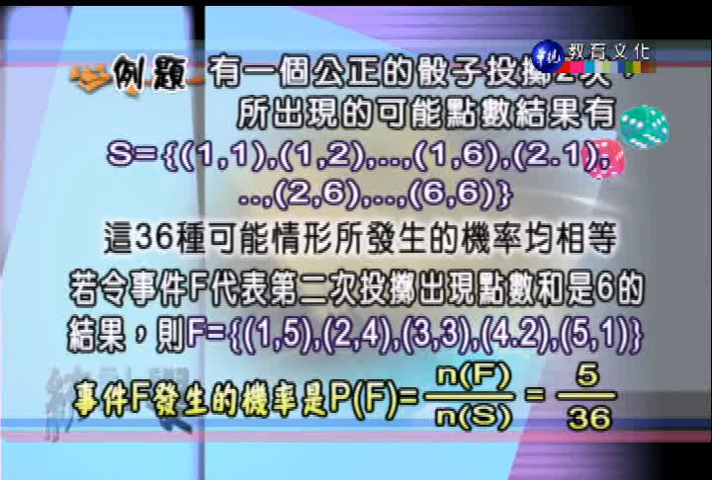 華視 教育文化
例題 有一個公正的骰子投擲2次,
所出現的可能點數結果有
S={(1,1),(1,2),...,(1,6),(2.1),
..,(2,6),..,(6,6)}
這36種可能情形所發生的機率均相等
若令事件F代表第二次投擲出現點數和是6的
結果,則F={(1,5),(2,4),(3,3),(4.2),(5,1)}
事件F發生的機率是P(F)= n(F)/n(S) = 5/36